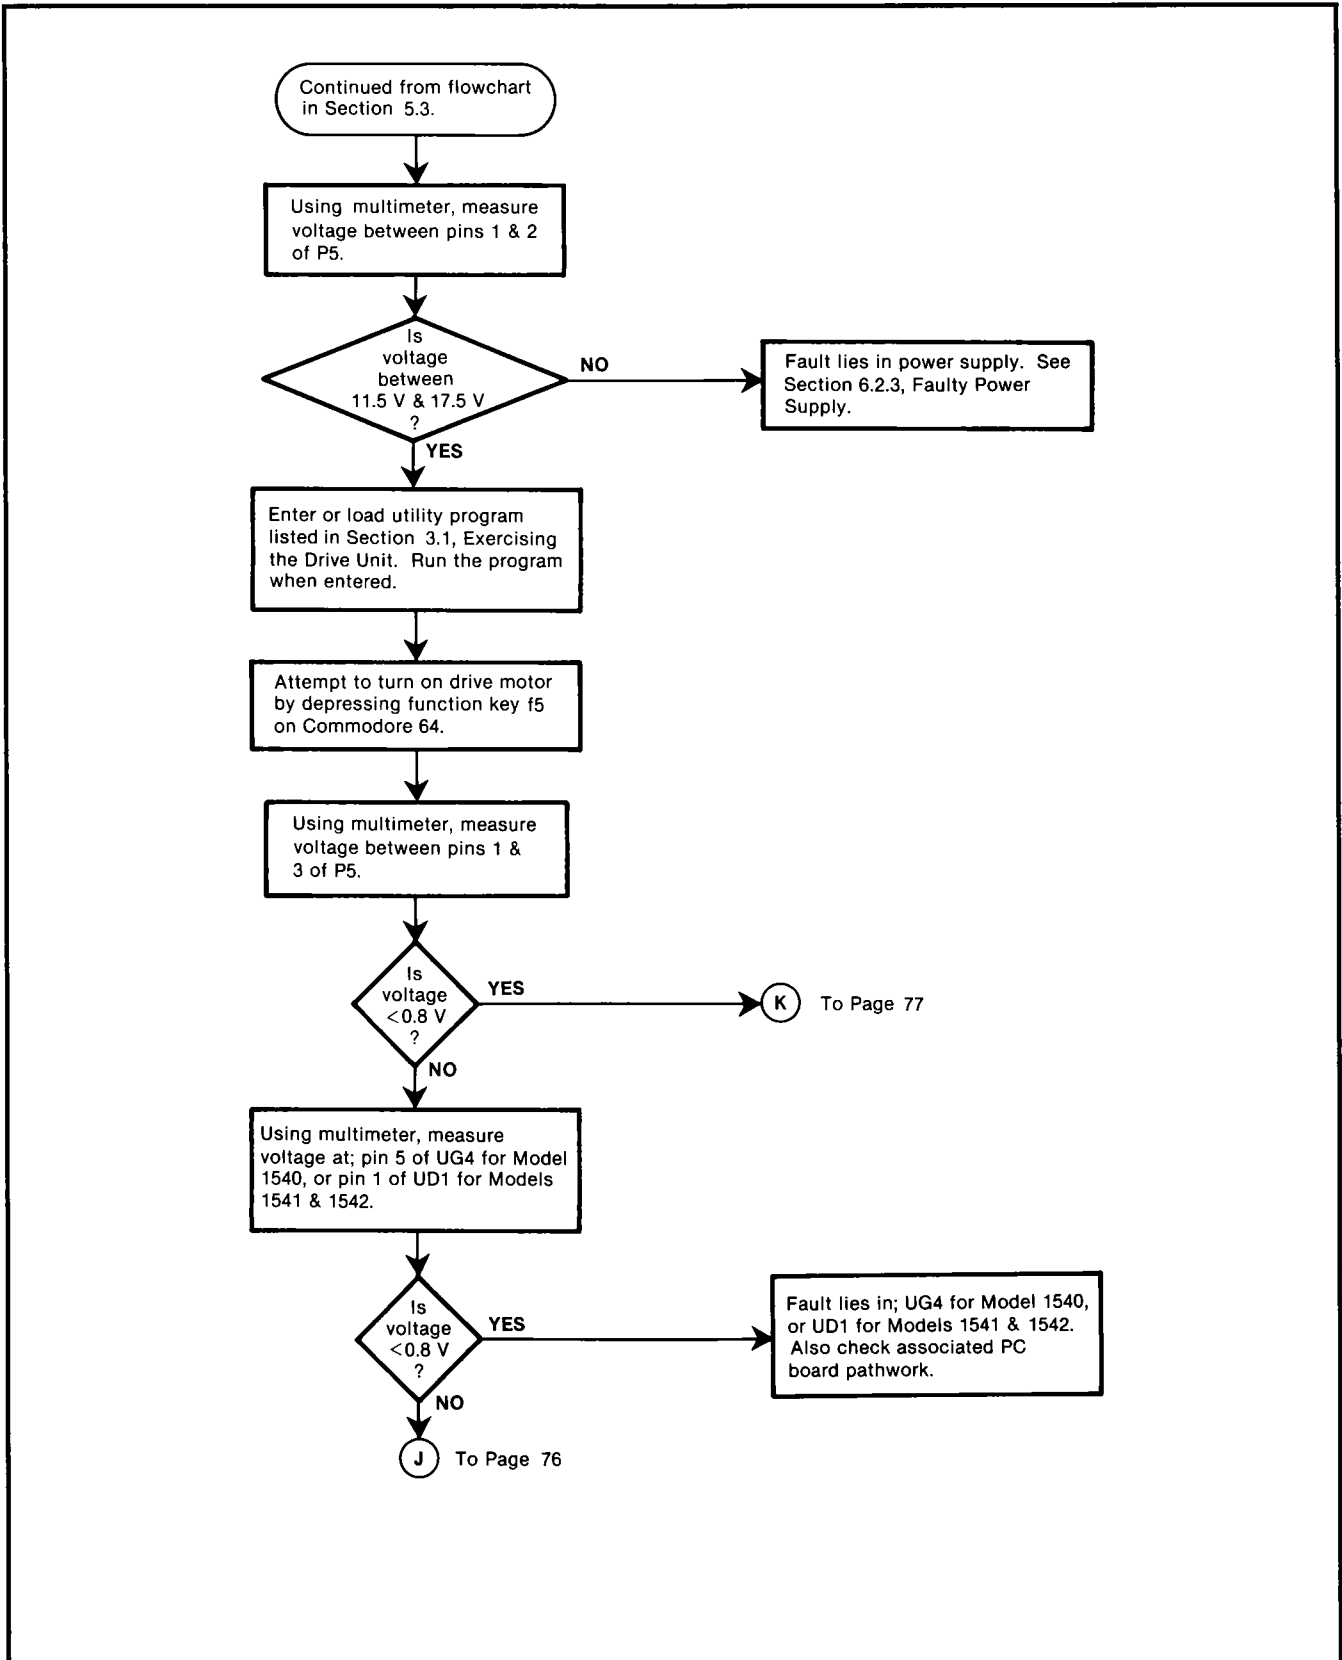 Continued from flowchart
in Section 5.3.
Using multimeter, measure
voltage between pins 1 & 2
of P5.
Is
voltage
between
11.5 V & 17.5 V
?
NO
Fault lies in power supply. See
Section 6.2.3, Faulty Power
Supply.
YES
Enter or load utility program
listed in Section 3.1, Exercising
the Drive Unit. Run the program
when entered.
Attempt to turn on drive motor
by depressing function key f5
on Commodore 64.
Using multimeter, measure
voltage between pins 1 &
3 of P5.
Is
voltage
<0.8 V
?
YES
K
To Page 77
NO
Using multimeter, measure
voltage at; pin 5 of UG4 for Model
1540, or pin 1 of UD1 for Models
1541 & 1542.
Is
voltage
<0.8 V
?
YES
Fault lies in; UG4 for Model 1540,
or UD1 for Models 1541 & 1542.
Also check associated PC
board pathwork.
NO
J
To Page 76